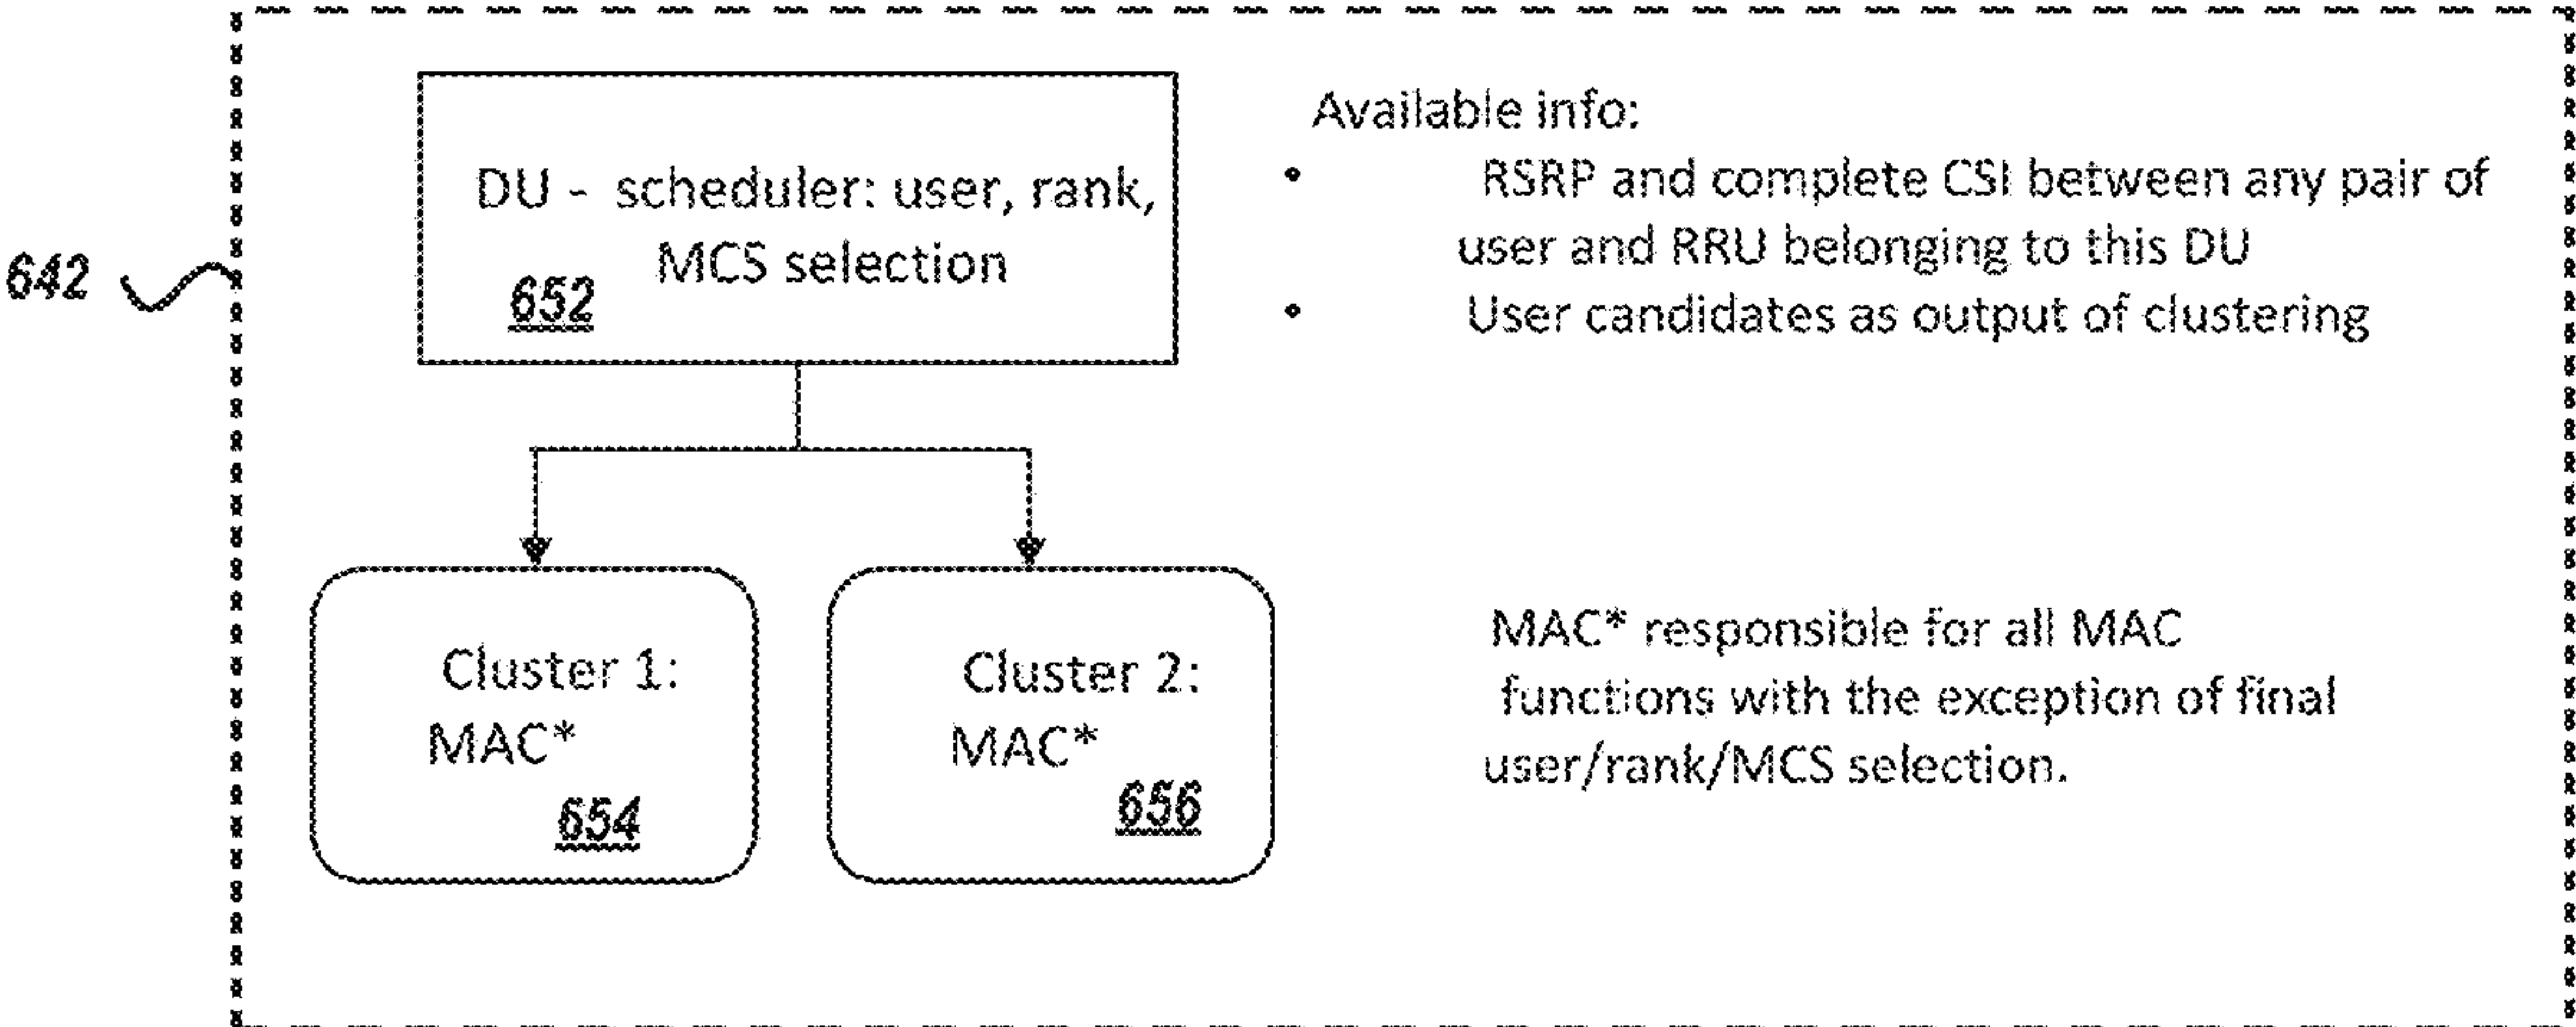 642
DU - scheduler: user, rank,
MCS selection
652
Available info:
• RSRP and complete CSI between any pair of
user and RRU belonging to this DU
• User candidates as output of clustering
Cluster 1:
MAC*
654
Cluster 2:
MAC*
656
MAC* responsible for all MAC
functions with the exception of final
user/rank/MCS selection.